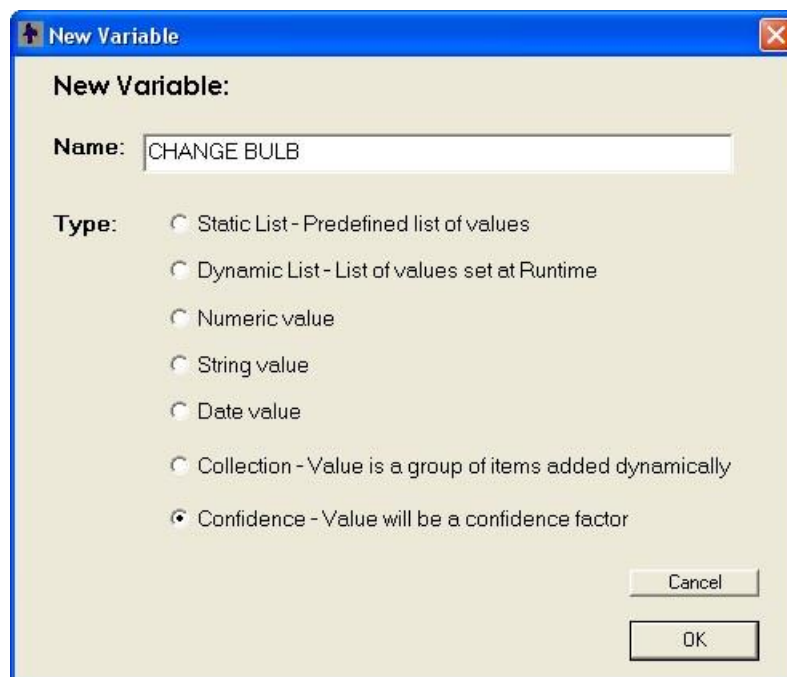 New Variable
New Variable:
Name: CHANGE BULB
Type: Static List - Predefined list of values
Dynamic List - List of values set at Runtime
Numeric value
String value
Date value
Collection - Value is a group of items added dynamically
Confidence - Value will be a confidence factor
Cancel
OK